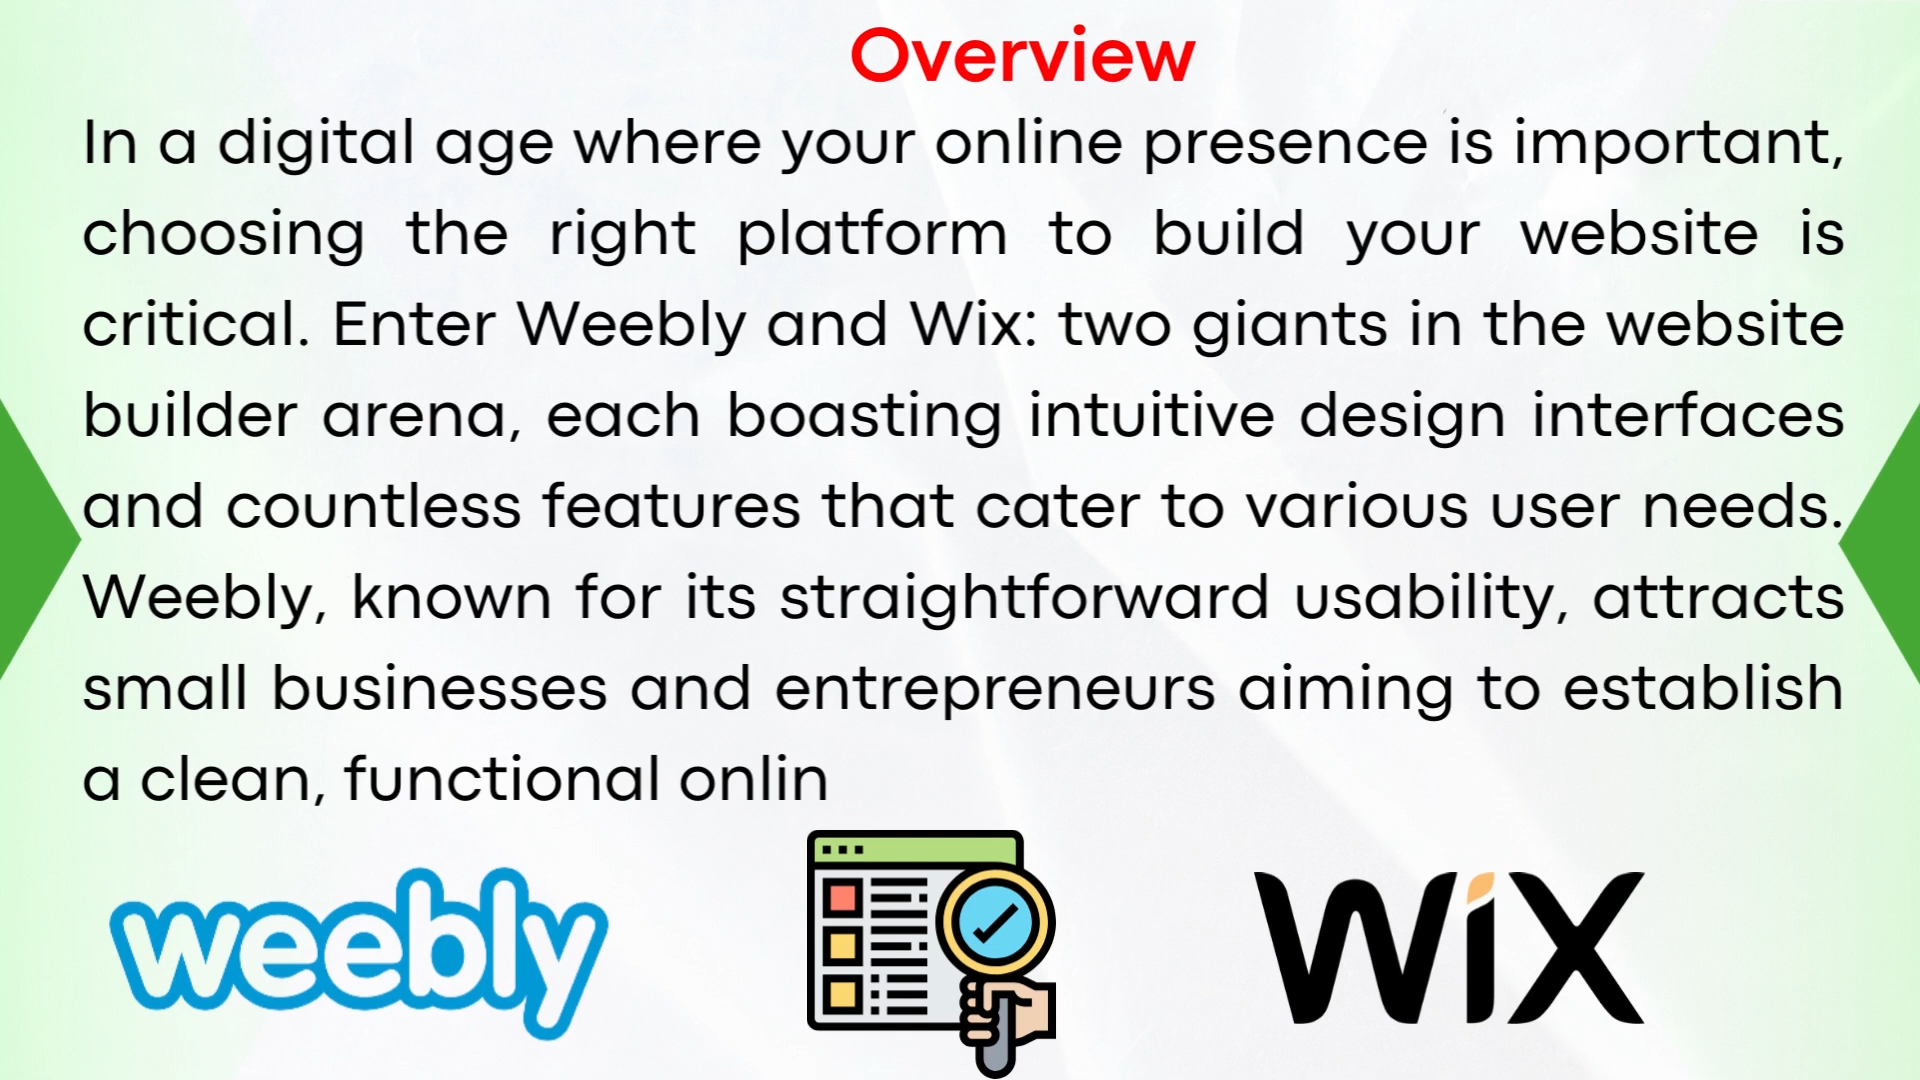 Overview
In a digital age where your online presence is important,
choosing the right platform to build your website is
critical. Enter Weebly and Wix: two giants in the website
builder arena, each boasting intuitive design interfaces
and countless features that cater to various user needs.
Weebly, known for its straightforward usability, attracts
small businesses and entrepreneurs aiming to establish
a clean, functional onlin
weebly
WiX